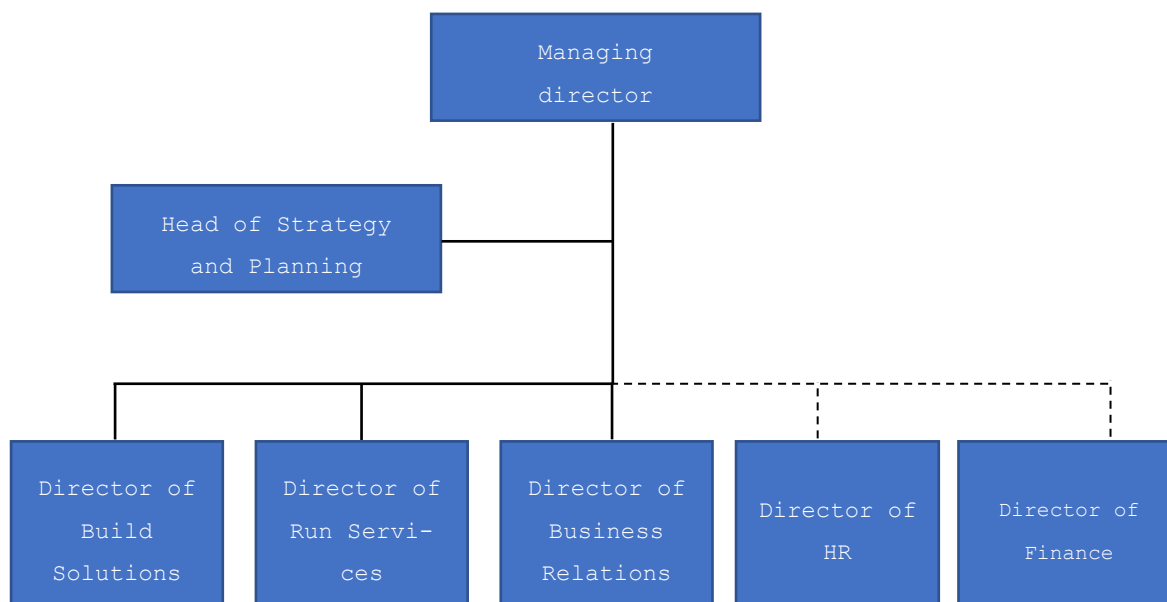 Managing
director
Head of Strategy
and Planning
Director of
Build
Solutions
Director of
Run Servi-
ces
Director of
Business
Relations
Director of
HR
Director of
Finance